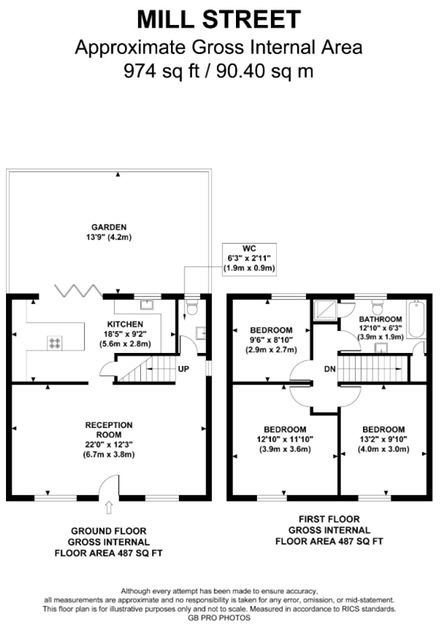 MILL STREET
Approximate Gross Internal Area
974 sq ft / 90.40 sq m
GARDEN
13'9" (4.2m)
WC
6'3" x 2'11"
(1.9m x 0.9m)
KITCHEN
18'5" x 9'2"
(5.6m x 2.8m)
UP
RECEPTION
ROOM
22'0" x 12'3"
(6.7m x 3.8m)
BEDROOM
9'6" x 8'10"
(2.9m x 2.7m)
BATHROOM
12'10" x 6'3"
(3.9m x 1.9m)
DN
BEDROOM
12'10" x 11'10"
(3.9m x 3.6m)
BEDROOM
13'2" x 9'10"
(4.0m x 3.0m)
GROUND FLOOR
GROSS INTERNAL
FLOOR AREA 487 SQ FT
FIRST FLOOR
GROSS INTERNAL
FLOOR AREA 487 SQ FT
Although every attempt has been made to ensure accuracy,
all measurements are approximate and no responsibility is taken for any error, omission, or mid-statement.
This floor plan is for illustrative purposes only and not to scale. Measured in accordance to RICS standards.
GB PRO PHOTOS